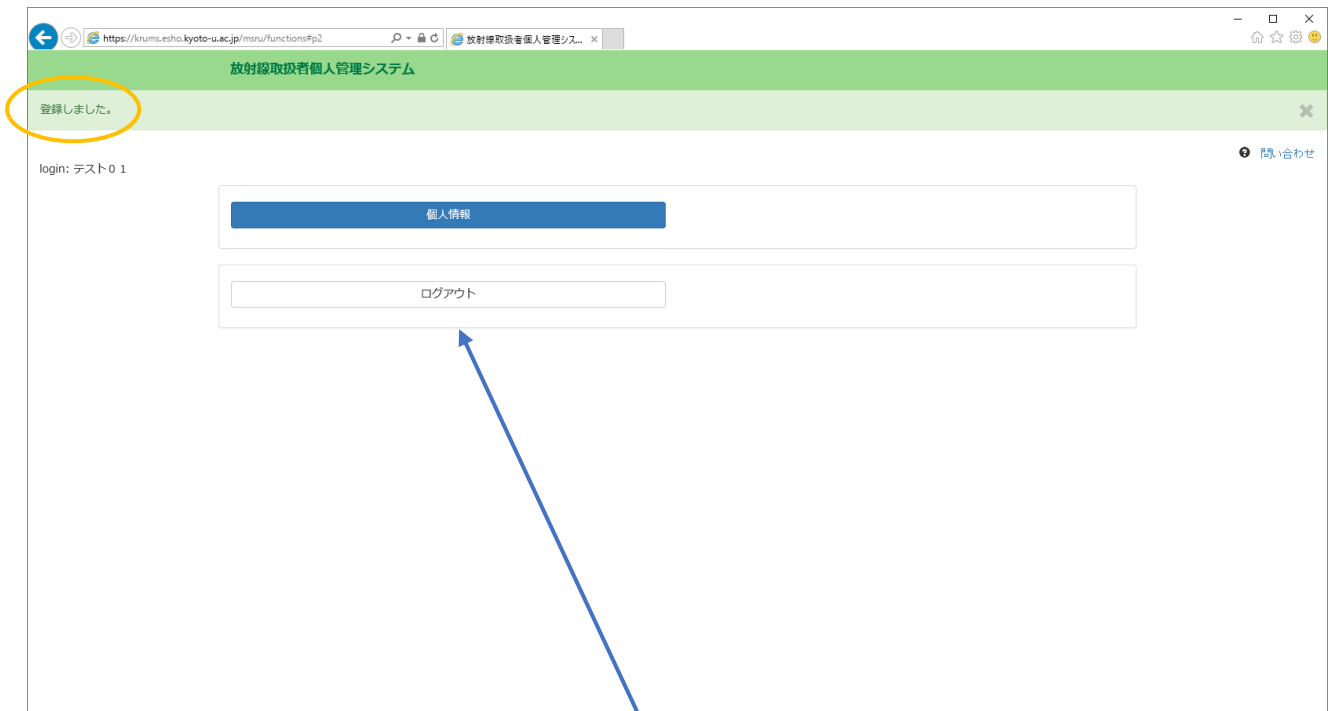 https://krums.esho.kyoto-u.ac.jp/msru/functions#p2
放射線取扱者個人管理シス...
放射線取扱者個人管理システム
登録しました。
問い合わせ
login: テスト０１
個人情報
ログアウト